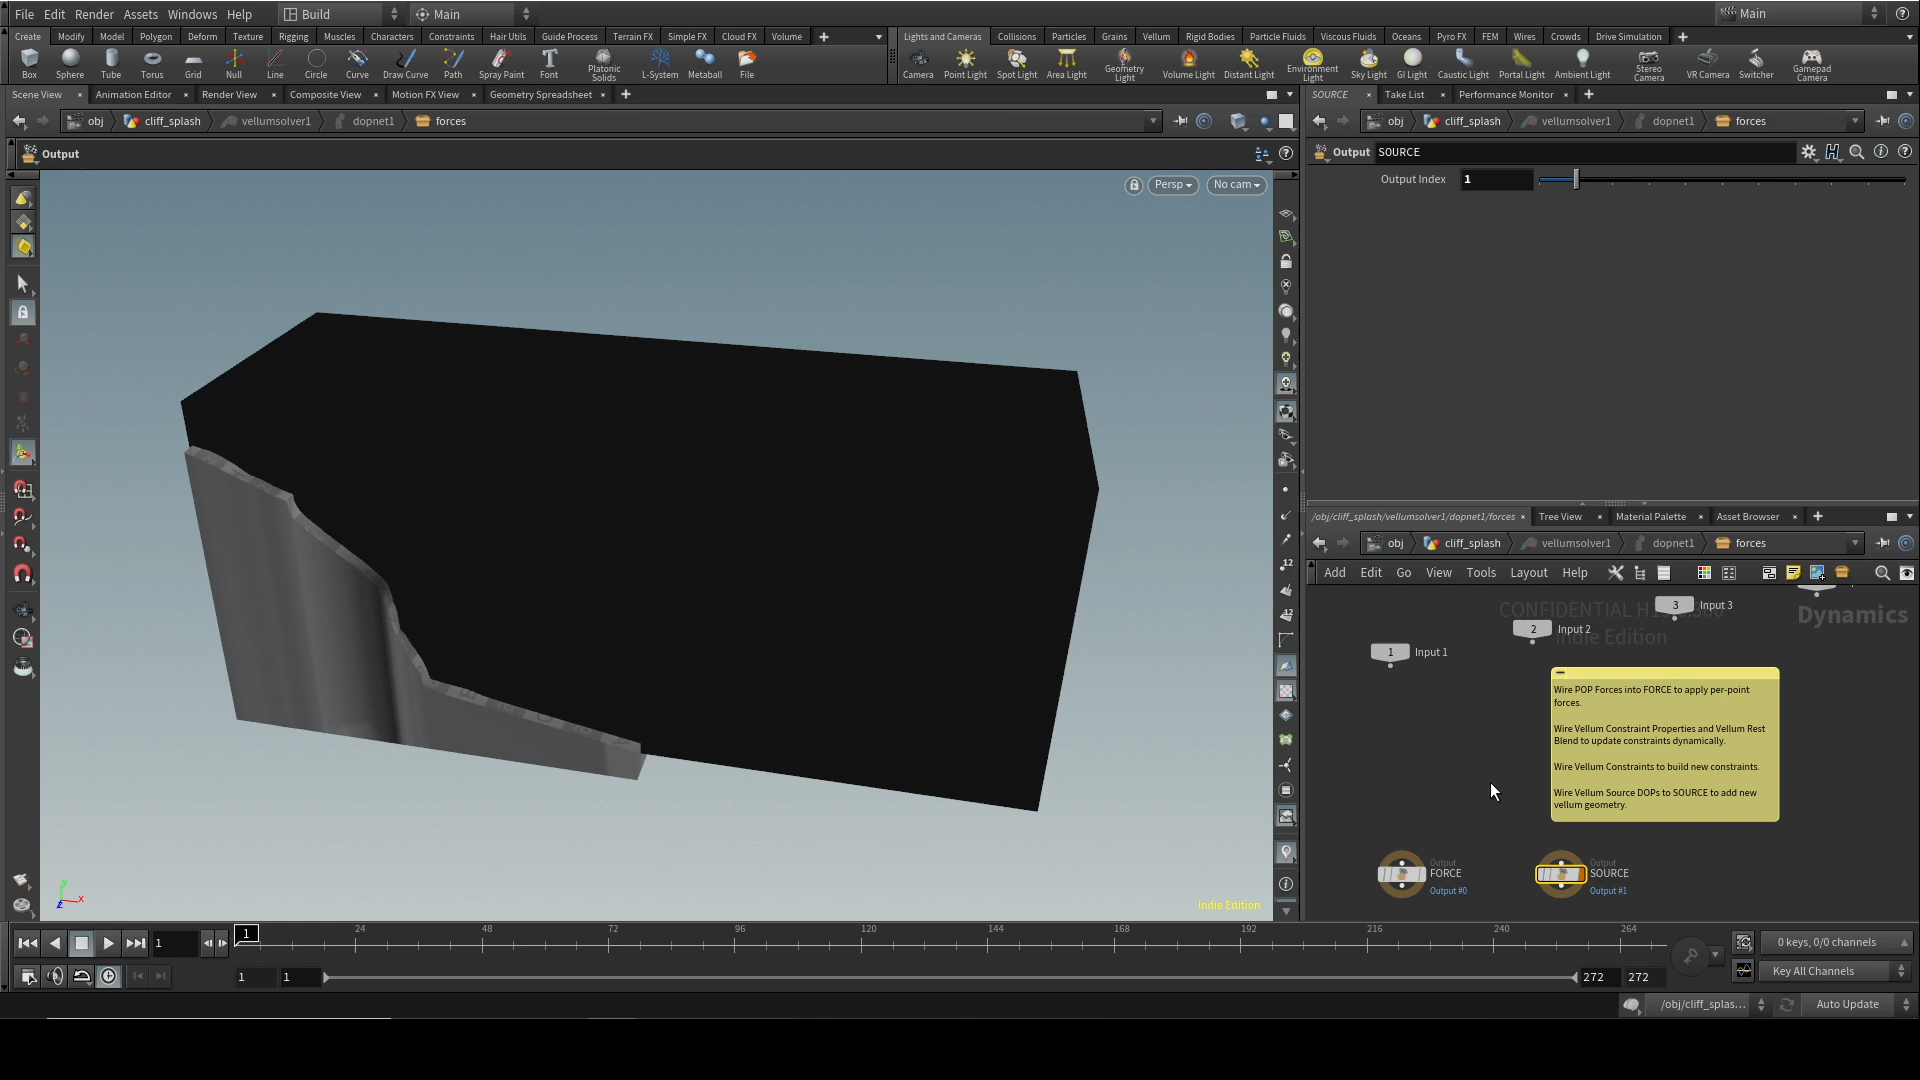 File Edit Render Assets Windows Help Build Main Main
Create Modify Model Polygon Deform Texture Rigging Muscles Characters Constraints Hair Utils Guide Process Terrain FX Simple FX Cloud FX Volume
Lights and Cameras Collisions Particles Grains Vellum Rigid Bodies Particle Fluids Viscous Fluids Oceans Pyro FX FEM Wires Crowds Drive Simulation
Box Sphere Tube Torus Grid Null Line Circle Curve Draw Curve Path Spray Paint Font Platonic Solids L-System Metaball File
Camera Point Light Spot Light Area Light Geometry Light Volume Light Distant Light Environment Light Sky Light GI Light Caustic Light Portal Light Ambient Light Stereo Camera VR Camera Switcher Gamepad Camera
Scene View Animation Editor Render View Composite View Motion FX View Geometry Spreadsheet
obj cliff_splash vellumsolver1 dopnet1 forces
Output
Persp No cam
Indie Edition
SOURCE Take List Performance Monitor
obj cliff_splash vellumsolver1 dopnet1 forces
Output SOURCE
Output Index 1
/obj/cliff_splash/vellumsolver1/dopnet1/forces Tree View Material Palette Asset Browser
obj cliff_splash vellumsolver1 dopnet1 forces
Add Edit Go View Tools Layout Help
Dynamics
Indie Edition
3 Input 3
2 Input 2
1 Input 1
Wire POP Forces into FORCE to apply per-point
forces.
Wire Vellum Constraint Properties and Vellum Rest
Blend to update constraints dynamically.
Wire Vellum Constraints to build new constraints.
Wire Vellum Source DOPs to SOURCE to add new
vellum geometry.
Output
FORCE
Output #0
Output
SOURCE
Output #1
12
12
y
x
z
1 24 48 72 96 120 144 168 192 216 240 264
1
1 1 272 272
0 keys, 0/0 channels
Key All Channels
/obj/cliff_splas... Auto Update